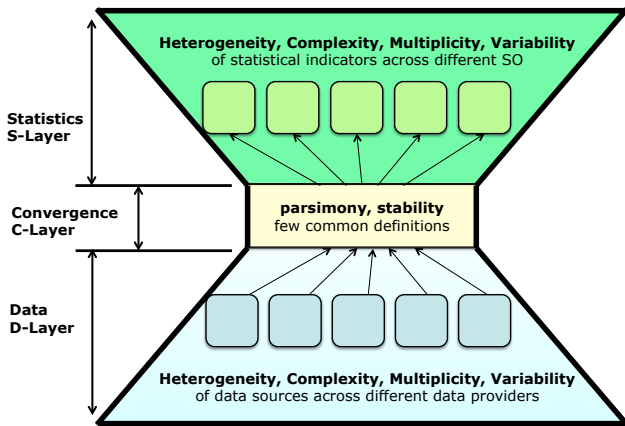 Heterogeneity, Complexity, Multiplicity, Variability
of statistical indicators across different SO
Statistics
S-Layer
Convergence
C-Layer
parsimony, stability
few common definitions
Data
D-Layer
Heterogeneity, Complexity, Multiplicity, Variability
of data sources across different data providers